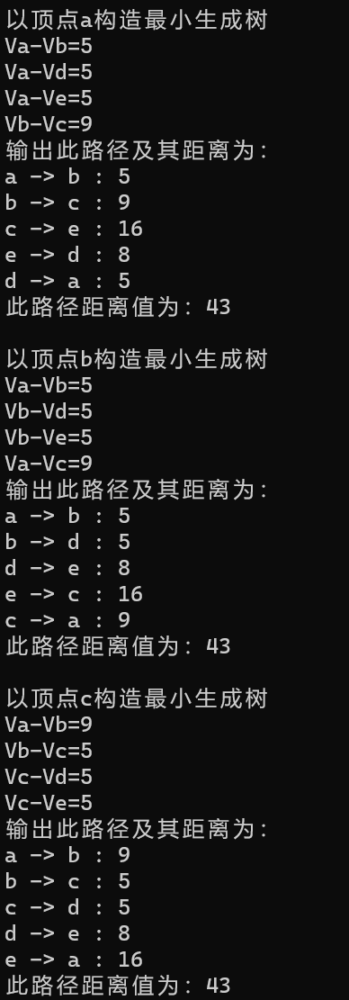 以顶点a构造最小生成树
Va-Vb=5
Va-Vd=5
Va-Ve=5
Vb-Vc=9
输出此路径及其距离为:
a -> b : 5
b -> c : 9
c -> e : 16
e -> d : 8
d -> a : 5
此路径距离值为: 43

以顶点b构造最小生成树
Va-Vb=5
Vb-Vd=5
Vb-Ve=5
Va-Vc=9
输出此路径及其距离为:
a -> b : 5
b -> d : 5
d -> e : 8
e -> c : 16
c -> a : 9
此路径距离值为: 43

以顶点c构造最小生成树
Va-Vb=9
Vb-Vc=5
Vc-Vd=5
Vc-Ve=5
输出此路径及其距离为:
a -> b : 9
b -> c : 5
c -> d : 5
d -> e : 8
e -> a : 16
此路径距离值为: 43